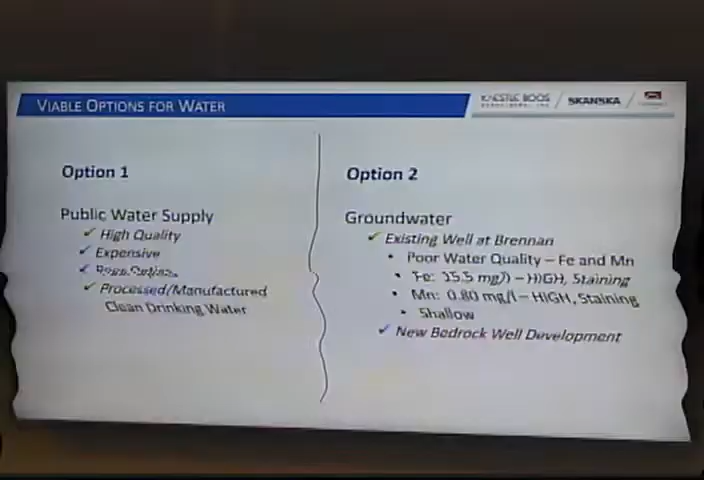 VIABLE OPTIONS FOR WATER
KAESTLE BOOS
SKANSKA
Option 1
Public Water Supply
High Quality
Expensive
Processed/Manufactured
Clean Drinking Water
Option 2
Groundwater
Existing Well at Brennan
Poor Water Quality – Fe and Mn
Fe: 15.5 mg/l – HIGH, Staining
Mn: 0.80 mg/l – HIGH, Staining
Shallow
New Bedrock Well Development